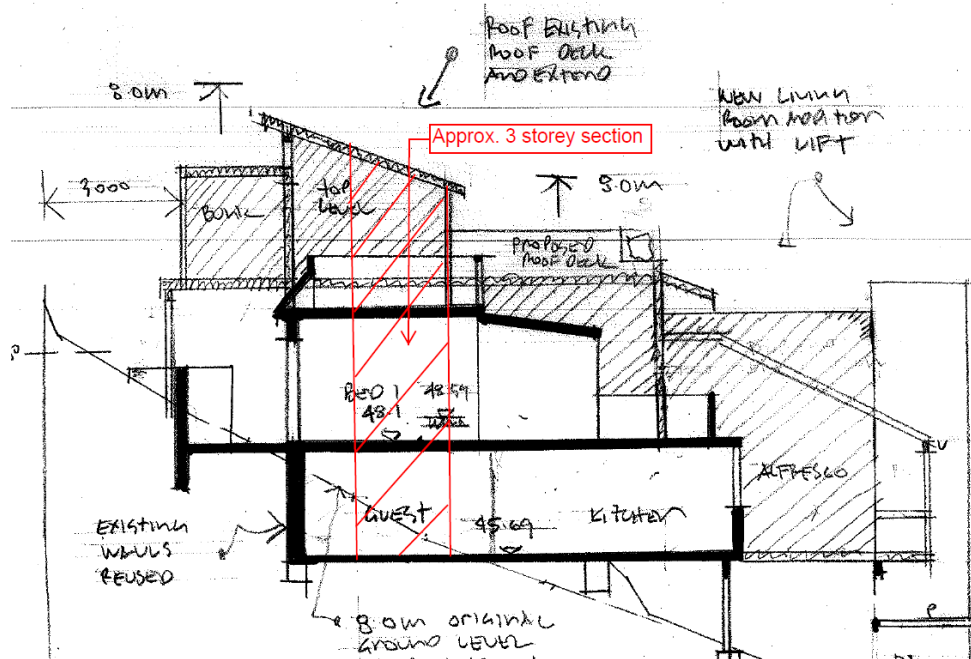 ROOF EXISTING
ROOF DECK
AND EXTEND
8.0m
NEW LIVING
ROOM ADDITION
WITH LIFT
Approx. 3 storey section
3000
TOP
LEVEL
8.0m
PROPOSED
ROOF DECK
BED 1
48.1
48.59
ALFRESCO
GUEST
45.69
KITCHEN
EXISTING
WALLS
REUSED
8.0m ORIGINAL
GROUND LEVEL